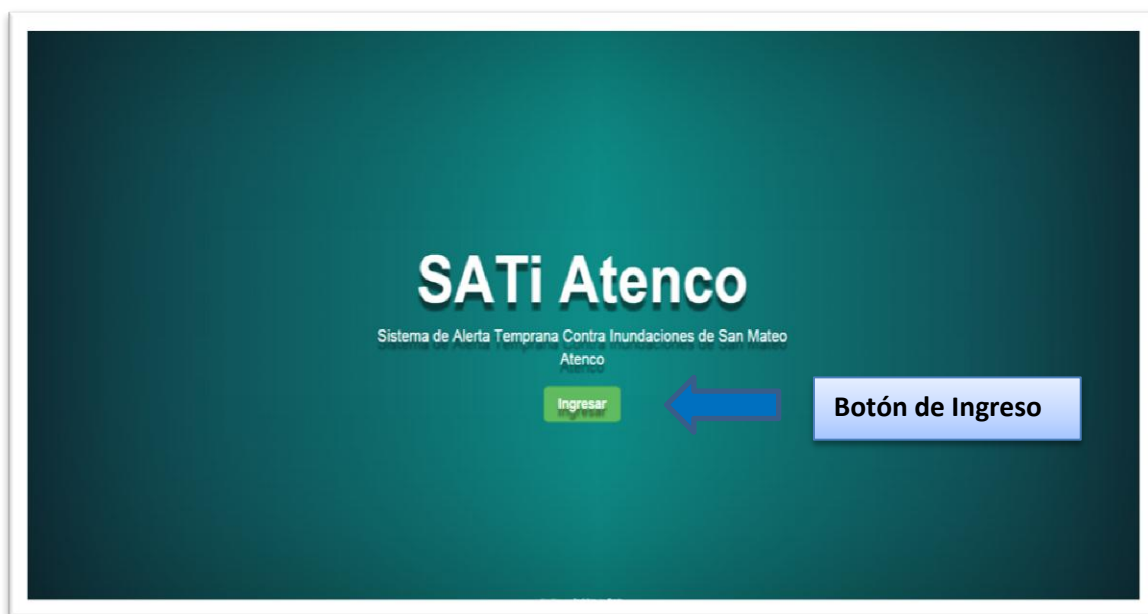 SATi Atenco
Sistema de Alerta Temprana Contra Inundaciones de San Mateo
Atenco
Ingresar
Botón de Ingreso